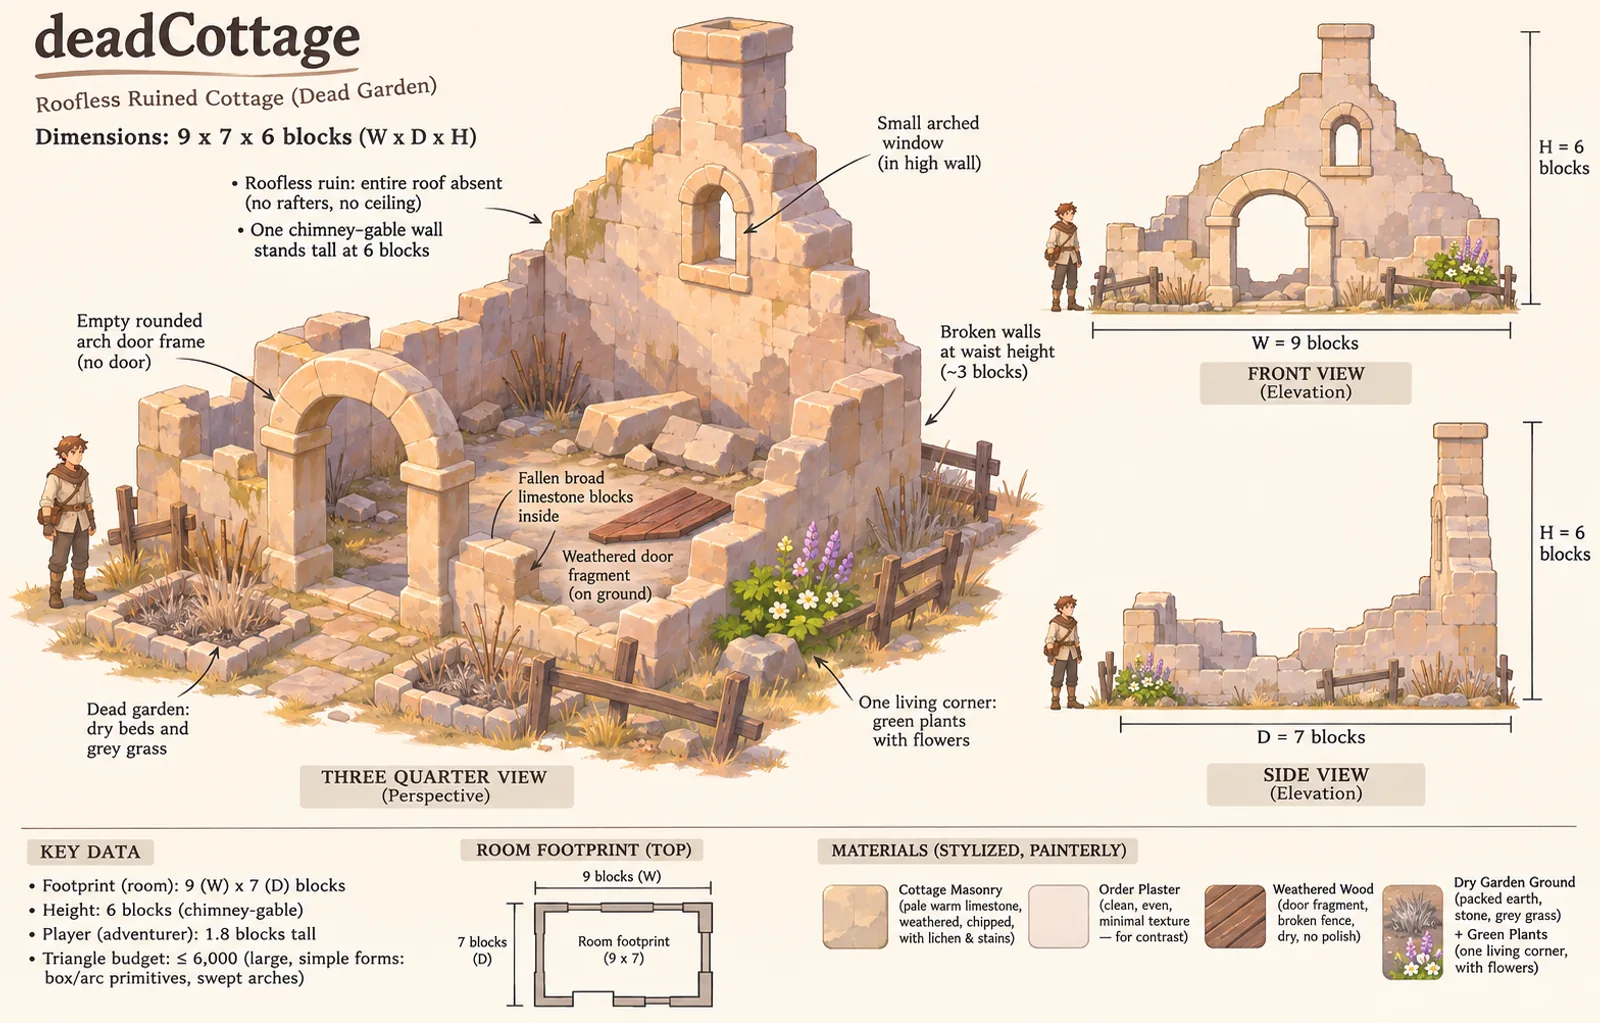 deadCottage
Roofless Ruined Cottage (Dead Garden)
Dimensions: 9 x 7 x 6 blocks (W x D x H)
• Roofless ruin: entire roof absent
(no rafters, no ceiling)
• One chimney-gable wall
stands tall at 6 blocks
Small arched
window
(in high wall)
Empty rounded
arch door frame
(no door)
Broken walls
at waist height
(~3 blocks)
Fallen broad
limestone blocks
inside
Weathered door
fragment
(on ground)
Dead garden:
dry beds and
grey grass
One living corner:
green plants
with flowers
THREE QUARTER VIEW
(Perspective)
H = 6
blocks
W = 9 blocks
FRONT VIEW
(Elevation)
H = 6
blocks
D = 7 blocks
SIDE VIEW
(Elevation)
KEY DATA
• Footprint (room): 9 (W) x 7 (D) blocks
• Height: 6 blocks (chimney-gable)
• Player (adventurer): 1.8 blocks tall
• Triangle budget: ≤ 6,000 (large, simple forms:
box/arc primitives, swept arches)
ROOM FOOTPRINT (TOP)
9 blocks (W)
7 blocks
(D)
Room footprint
(9 x 7)
MATERIALS (STYLIZED, PAINTERLY)
Cottage Masonry
(pale warm limestone,
weathered, chipped,
with lichen & stains)
Order Plaster
(clean, even,
minimal texture
— for contrast)
Weathered Wood
(door fragment,
broken fence,
dry, no polish)
Dry Garden Ground
(packed earth,
stone, grey grass)
+ Green Plants
(one living corner,
with flowers)